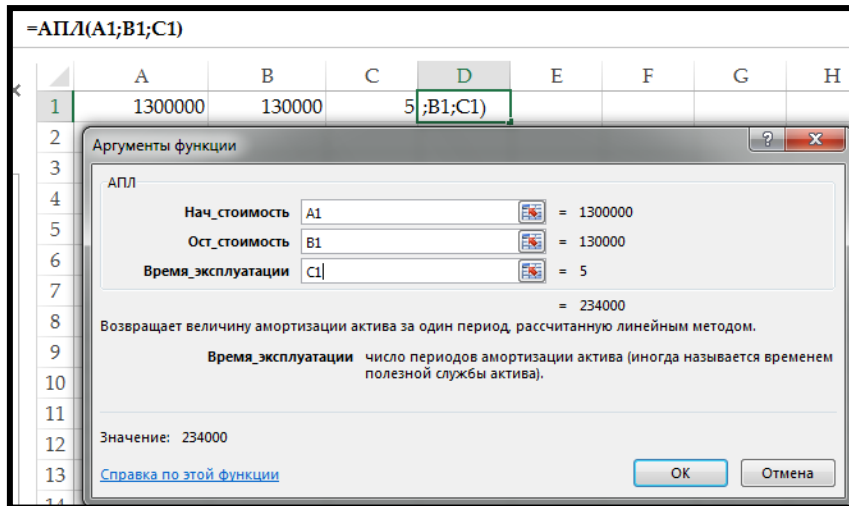 =АПЛ(A1;B1;C1)
A B C D E F G H
1 1300000 130000 5 ;B1;C1)
2 Аргументы функции ? x
3 АПЛ
4 Нач_стоимость A1 = 1300000
5 Ост_стоимость B1 = 130000
6 Время_эксплуатации C1 = 5
7 = 234000
8 Возвращает величину амортизации актива за один период, рассчитанную линейным методом.
9 Время_эксплуатации число периодов амортизации актива (иногда называется временем
10 полезной службы актива).
11
12 Значение: 234000
13 Справка по этой функции ОК Отмена
14